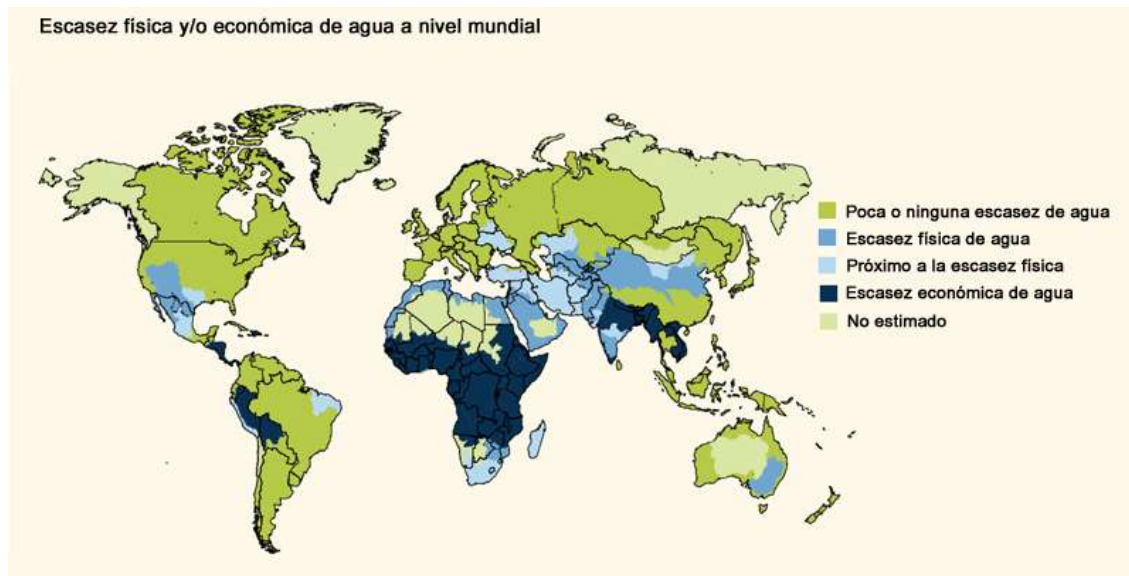 Escasez física y/o económica de agua a nivel mundial
Poca o ninguna escasez de agua
Escasez física de agua
Próximo a la escasez física
Escasez económica de agua
No estimado